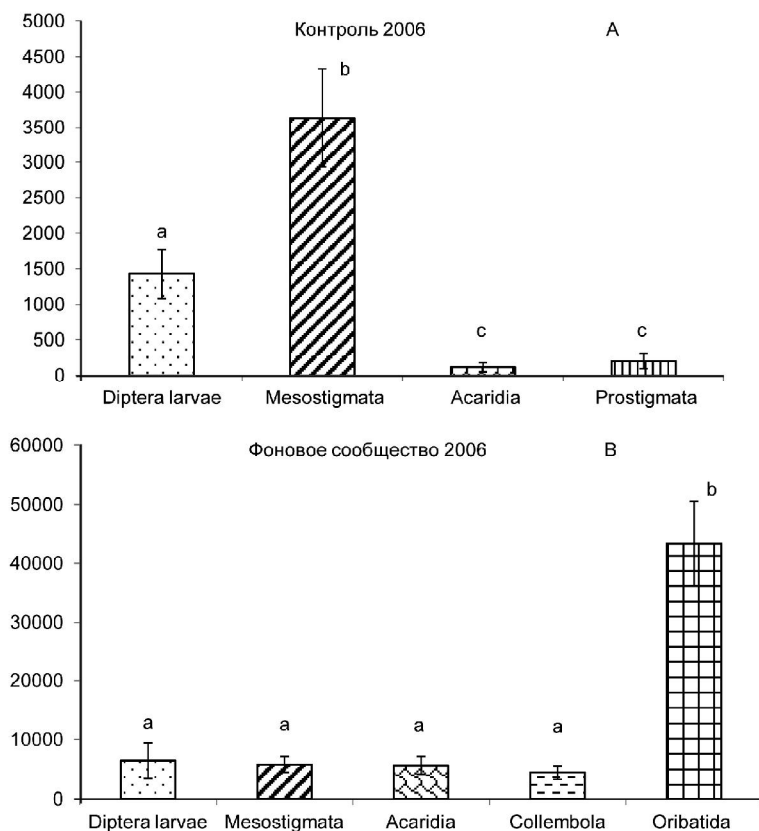 Контроль 2006 A
5000
4500
4000
3500
3000
2500
2000
1500
1000
500
0
a
b
c
c
Diptera larvae Mesostigmata Acaridia Prostigmata
Фоновое сообщество 2006 B
60000
50000
40000
30000
20000
10000
0
a
a
a
a
b
Diptera larvae Mesostigmata Acaridia Collembola Oribatida